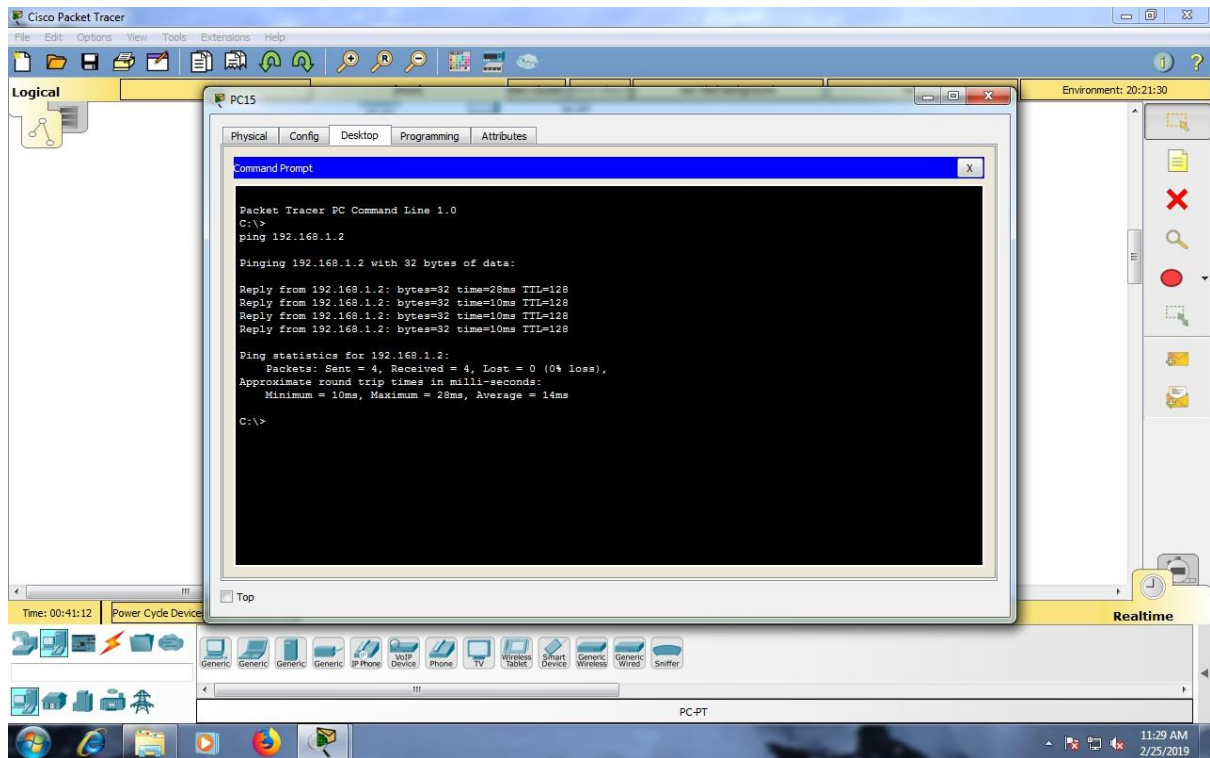 Cisco Packet Tracer
File Edit Options View Tools Extensions Help
Logical
Environment: 20:21:30
PC15
Physical Config Desktop Programming Attributes
Command Prompt
X
Packet Tracer PC Command Line 1.0
C:\>
ping 192.168.1.2
Pinging 192.168.1.2 with 32 bytes of data:
Reply from 192.168.1.2: bytes=32 time=28ms TTL=128
Reply from 192.168.1.2: bytes=32 time=10ms TTL=128
Reply from 192.168.1.2: bytes=32 time=10ms TTL=128
Reply from 192.168.1.2: bytes=32 time=10ms TTL=128
Ping statistics for 192.168.1.2:
Packets: Sent = 4, Received = 4, Lost = 0 (0% loss),
Approximate round trip times in milli-seconds:
Minimum = 10ms, Maximum = 28ms, Average = 14ms
C:\>
Top
Time: 00:41:12 Power Cycle Device
Realtime
Generic Generic Generic Generic IP Phone VoIP Device Phone TV Wireless Tablet Smart Device Generic Wireless Generic Wired Sniffer
PC-PT
11:29 AM
2/25/2019